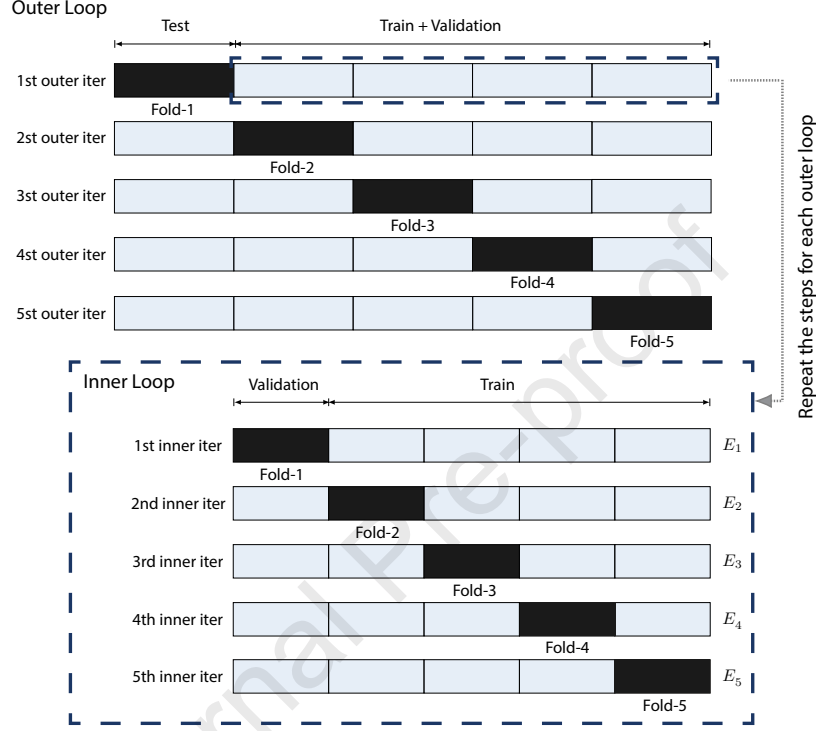 Outer Loop
Test
Train + Validation
1st outer iter
Fold-1
2st outer iter
Fold-2
3st outer iter
Fold-3
4st outer iter
Fold-4
5st outer iter
Fold-5
Repeat the steps for each outer loop
Inner Loop
Validation
Train
1st inner iter
E1
Fold-1
2nd inner iter
E2
Fold-2
3rd inner iter
E3
Fold-3
4th inner iter
E4
Fold-4
5th inner iter
E5
Fold-5
rnal Pre-proof